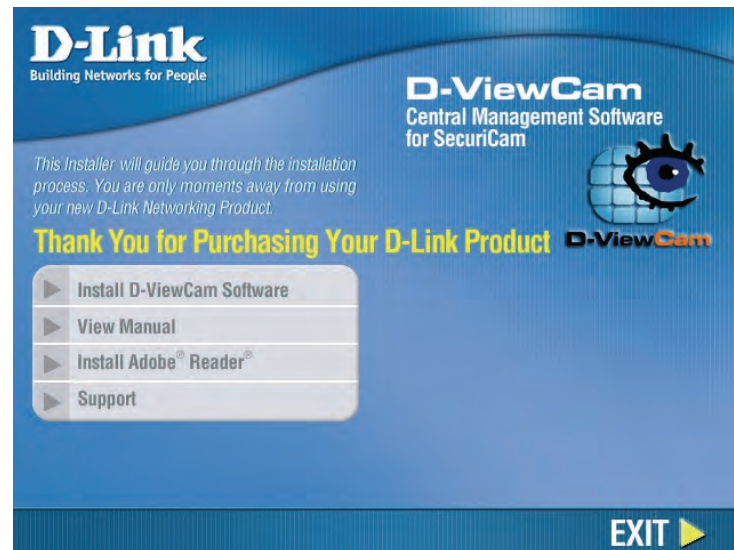 D-Link
Building Networks for People
D-ViewCam
Central Management Software
for SecuriCam
This Installer will guide you through the installation
process. You are only moments away from using
your new D-Link Networking Product.
Thank You for Purchasing Your D-Link Product
D-ViewCam
Install D-ViewCam Software
View Manual
Install Adobe® Reader®
Support
EXIT